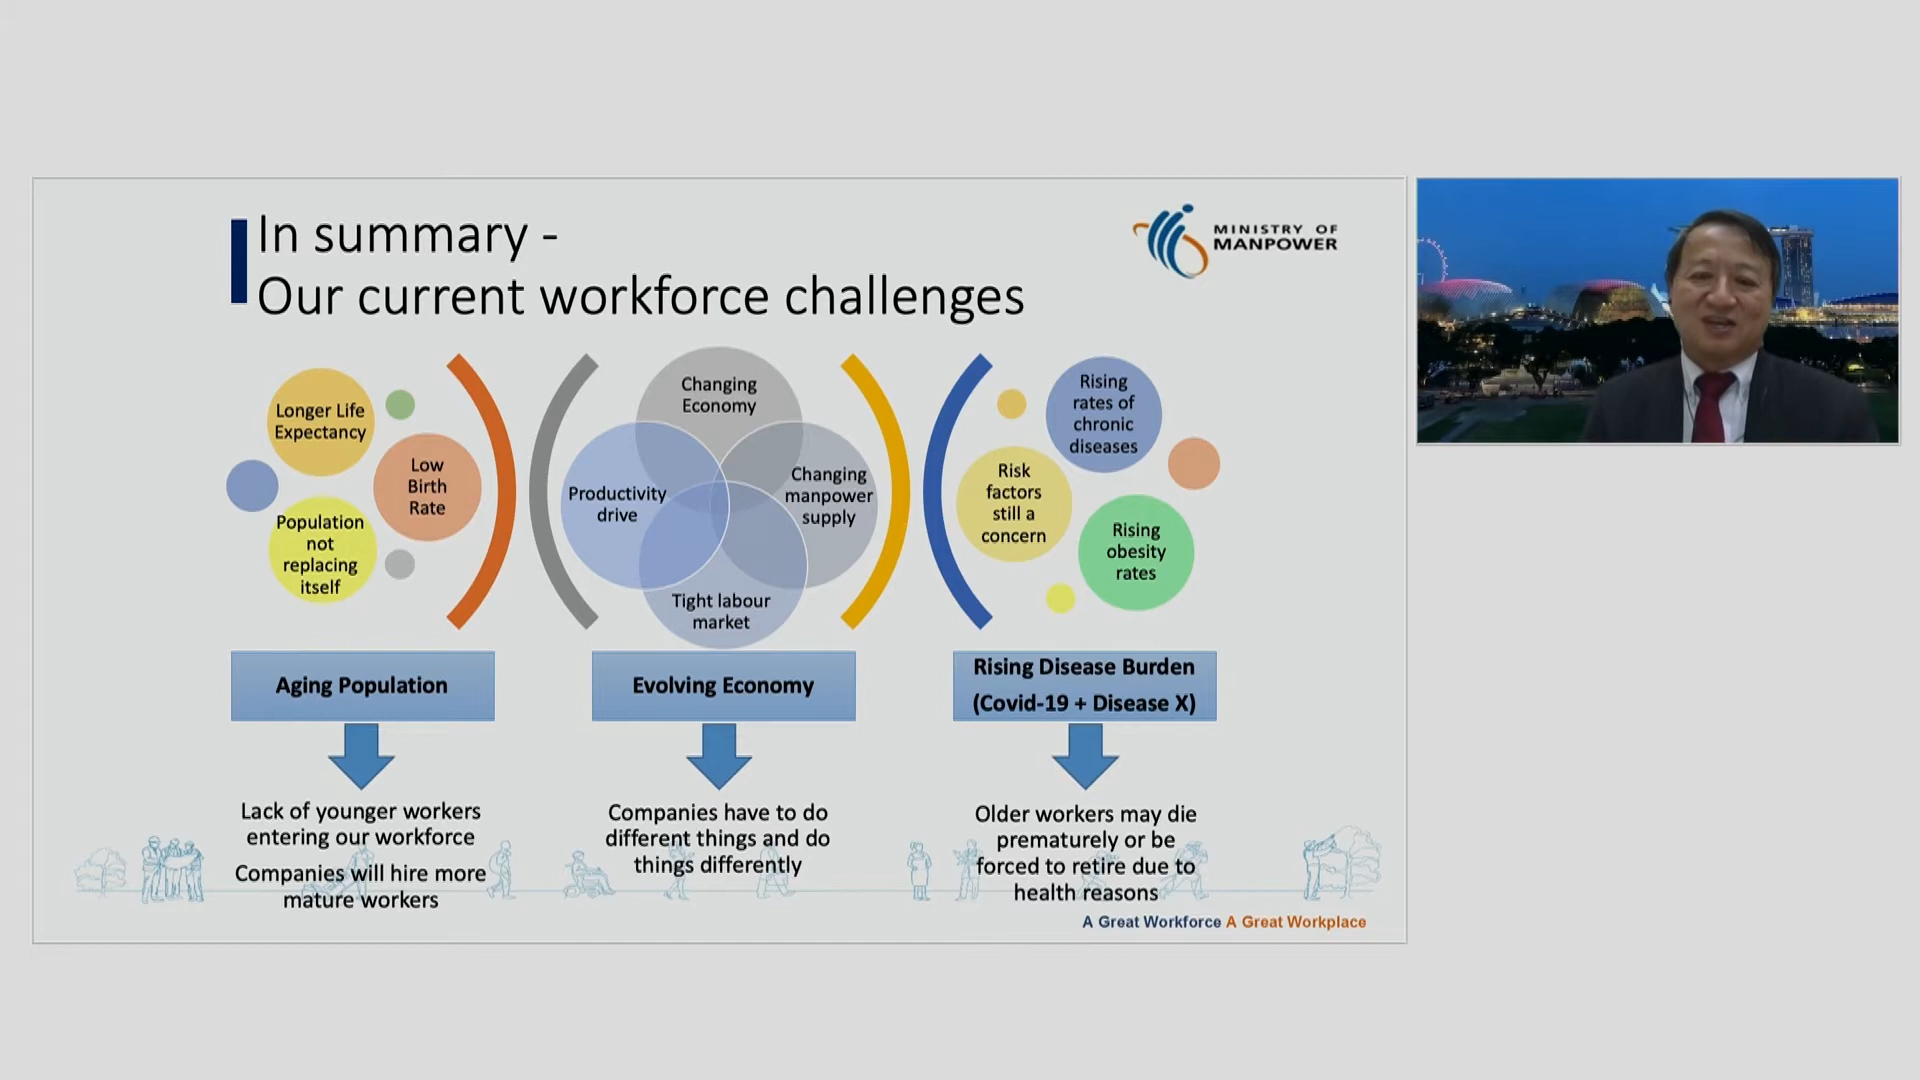 In summary -
Our current workforce challenges
MINISTRY OF
MANPOWER
Longer Life
Expectancy
Low
Birth
Rate
Population
not
replacing
itself
Changing
Economy
Productivity
drive
Changing
manpower
supply
Tight labour
market
Rising
rates of
chronic
diseases
Risk
factors
still a
concern
Rising
obesity
rates
Aging Population
Evolving Economy
Rising Disease Burden
(Covid-19 + Disease X)
Lack of younger workers
entering our workforce
Companies will hire more
mature workers
Companies have to do
different things and do
things differently
Older workers may die
prematurely or be
forced to retire due to
health reasons
A Great Workforce A Great Workplace